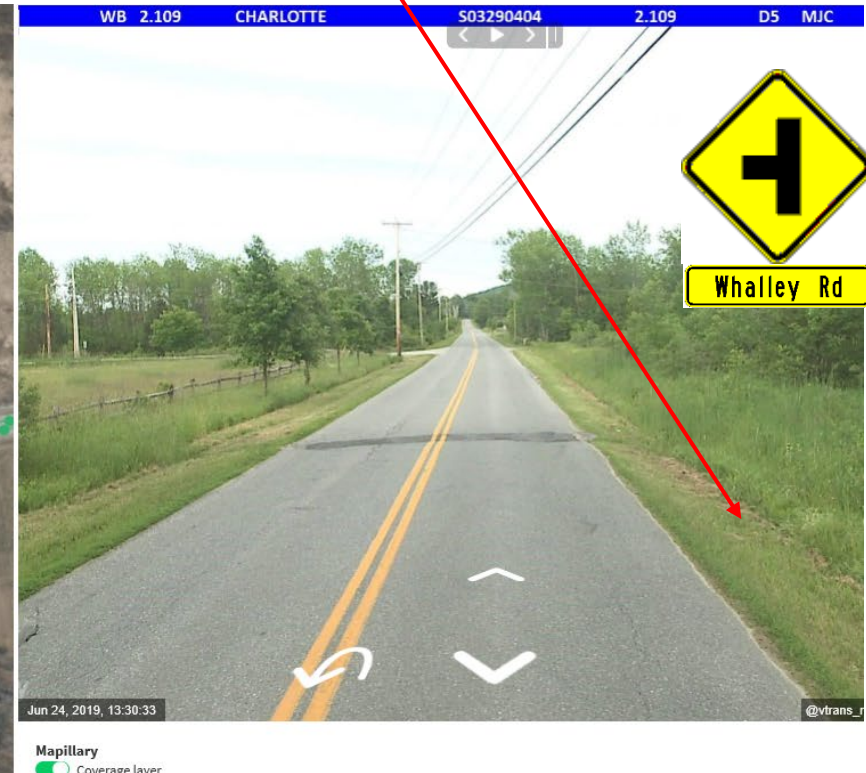 WB 2.109 CHARLOTTE S03290404 2.109 D5 MJC
Whalley Rd
Jun 24, 2019, 13:30:33
@vtrans_r
Mapillary
Coverage layer